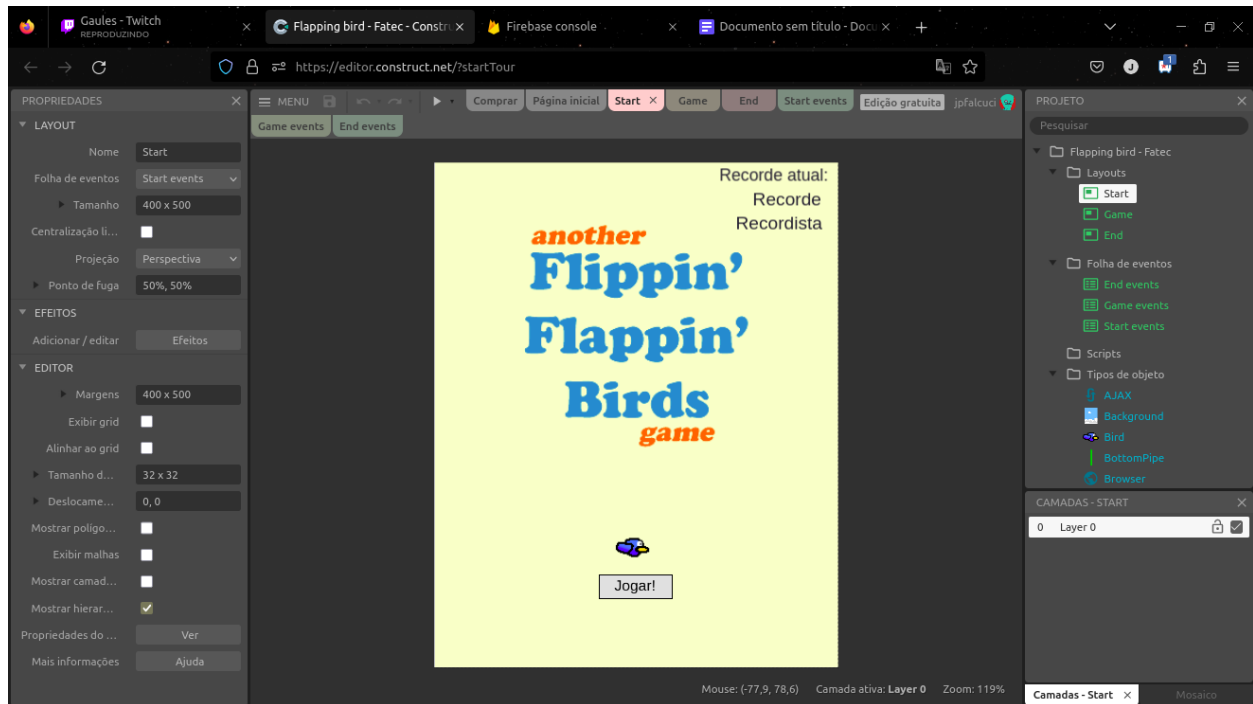 Gaules - Twitch
REPRODUZINDO
Flapping bird - Fatec - Constru
Firebase console
Documento sem título - Docu
https://editor.construct.net/?startTour
J
1
PROPRIEDADES
LAYOUT
Nome Start
Folha de eventos Start events
Tamanho 400 x 500
Centralização li...
Projeção Perspectiva
Ponto de fuga 50%, 50%
EFEITOS
Adicionar / editar Efeitos
EDITOR
Margens 400 x 500
Exibir grid
Alinhar ao grid
Tamanho d... 32 x 32
Deslocame... 0, 0
Mostrar polígo...
Exibir malhas
Mostrar camad...
Mostrar hierar...
Propriedades do ... Ver
Mais informações Ajuda
MENU
Comprar Página inicial Start Game End Start events Edição gratuita jpfalcuci
Game events End events
Recorde atual:
Recorde
Recordista
another
Flippin’
Flappin’
Birds
game
Jogar!
Mouse: (-77,9, 78,6) Camada ativa: Layer 0 Zoom: 119%
PROJETO
Pesquisar
Flapping bird - Fatec
Layouts
Start
Game
End
Folha de eventos
End events
Game events
Start events
Scripts
Tipos de objeto
AJAX
Background
Bird
BottomPipe
Browser
CAMADAS - START
0 Layer 0
Camadas - Start Mosaico